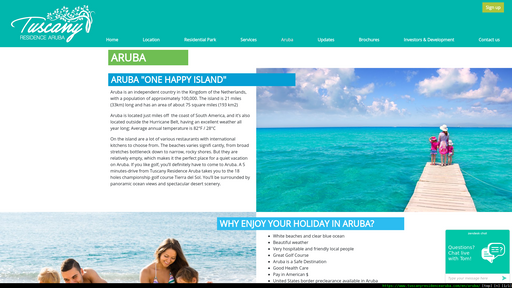 Sign up
Tuscany
RESIDENCE ARUBA
Home Location Residential Park Services Aruba Updates Brochures Investors & Development Contact us
ARUBA
ARUBA "ONE HAPPY ISLAND"
Aruba is an independent country in the Kingdom of the Netherlands,
with a population of approximately 100,000. The island is 21 miles
(33km) long and has an area of about 75 square miles (193 km2)
Aruba is located just miles off the coast of South America, and it's also
located outside the Hurricane Bell, having an excellent weather all
year long. Average annual temperature is 82°F / 28°C
On the island are a lot of various restaurants with international
kitchens to choose from. The beaches varies signifi cantly, from broad
stretches bottleneck down to narrow, rocky shores. But they are
relatively empty, which makes it the perfect place for a quiet vacation
on Aruba. If you like golf, you'll definitely have to come to Aruba. A 5
minutes-drive from Tuscany Residence Aruba takes you to the 18
holes championship golf course Tierra del Sol. You'll be surrounded by
panoramic ocean views and spectacular desert scenery.
WHY ENJOY YOUR HOLIDAY IN ARUBA?
White beaches and clear blue ocean
Beautiful weather
Very hospitable and friendly local people
Great Golf Course
Aruba is a Safe Destination
Good Health Care
Pay in American $
United States border preclearance available in Aruba
Questions?
Chat live
with Tom!